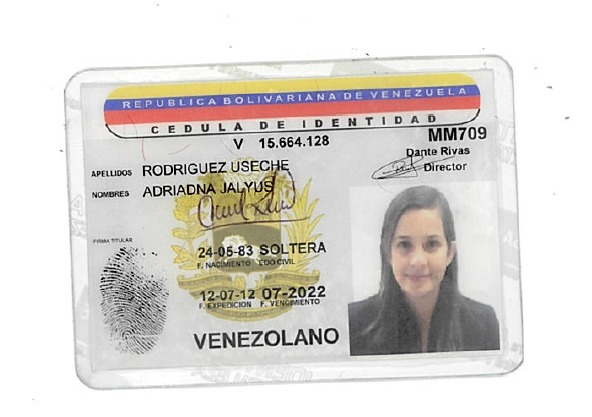 REPUBLICA BOLIVARIANA DE VENEZUELA
CEDULA DE IDENTIDAD
V 15.664.128
MM709
Dante Rivas
Director
APELLIDOS RODRIGUEZ USECHE
NOMBRES ADRIADNA JALYUS
FIRMA TITULAR
24-05-83 SOLTERA
F. NACIMIENTO EDO CIVIL
12-07-12 07-2022
F. EXPEDICION F. VENCIMIENTO
VENEZOLANO